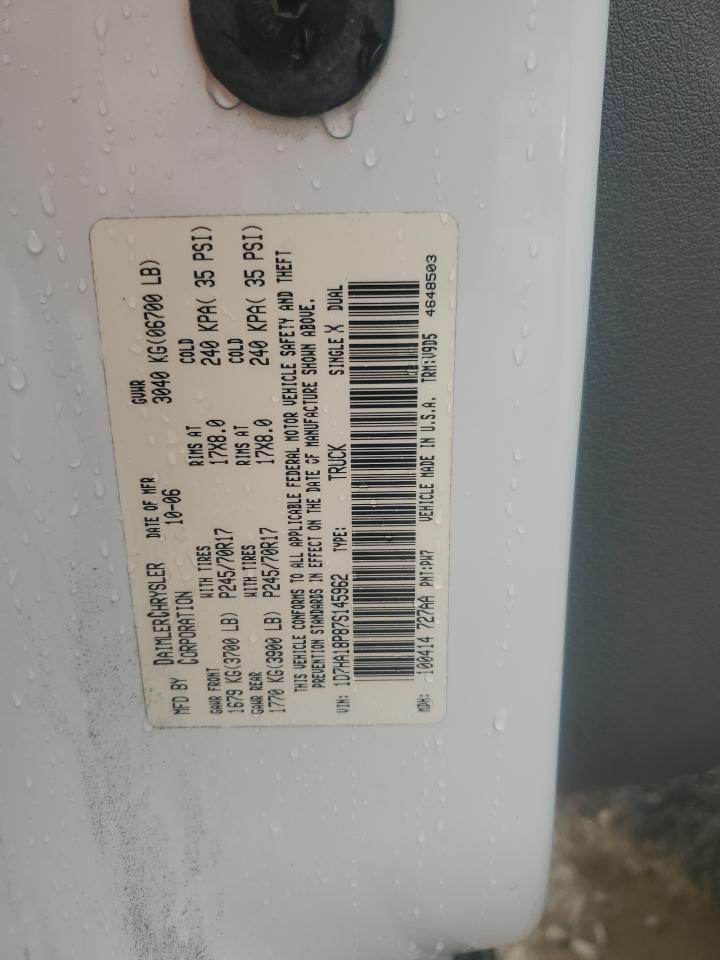 MFD BY DAIMLERCHRYSLER CORPORATION DATE OF MFR 10-06 GVWR 3040 KG(06700 LB)
GAWR FRONT WITH TIRES RIMS AT COLD
1679 KG(3700 LB) P245/70R17 17X8.0 240 KPA( 35 PSI)
GAWR REAR WITH TIRES RIMS AT COLD
1770 KG(3900 LB) P245/70R17 17X8.0 240 KPA( 35 PSI)
THIS VEHICLE CONFORMS TO ALL APPLICABLE FEDERAL MOTOR VEHICLE SAFETY AND THEFT
PREVENTION STANDARDS IN EFFECT ON THE DATE OF MANUFACTURE SHOWN ABOVE.
VIN: 1D7HA18P87S145962 TYPE: TRUCK SINGLE X DUAL
MDH: 100414 727AA PNT:PW7 VEHICLE MADE IN U.S.A. TRM:V9D5 4648503